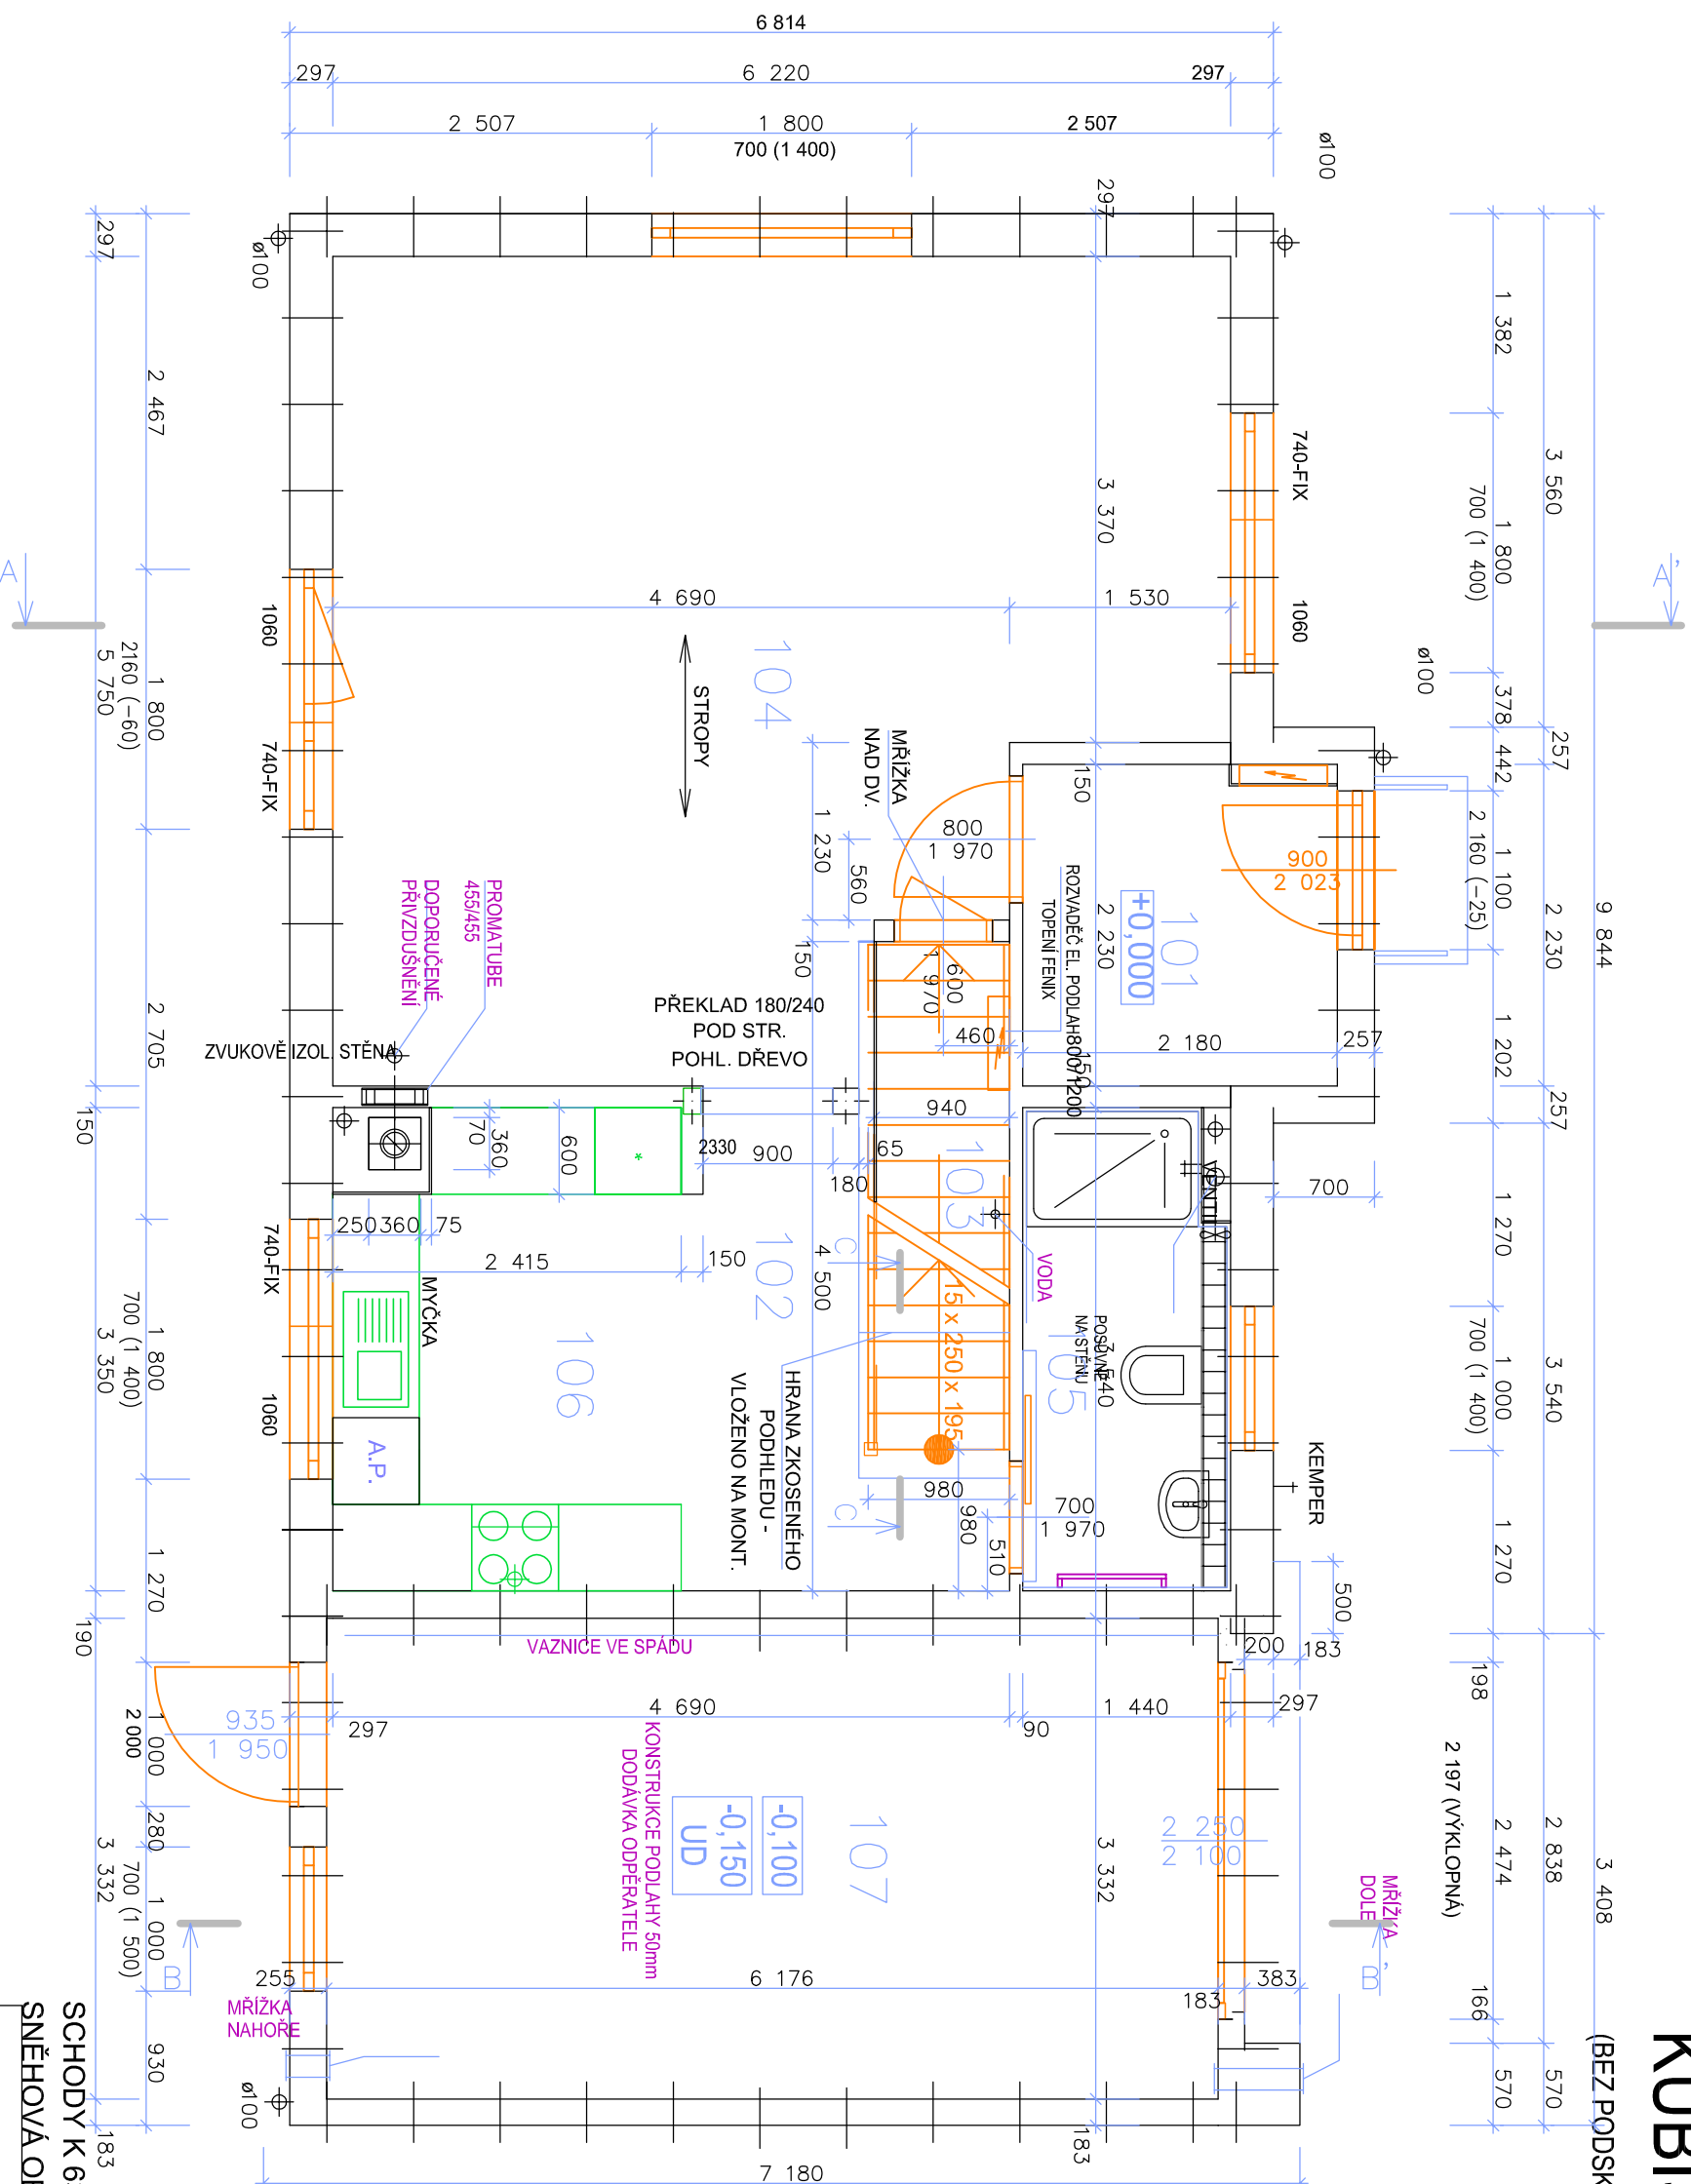 6 814
297
6 220
297
2 507
1 800
2 507
700 (1 400)
ø100
297
ø100
297
1 382
3 560
740-FIX
1 800
700 (1 400)
2 467
3 370
A
A'
1060
4 690
1 530
1060
ø100
104
STROPY
378
442
257
1 800
2160 (-60)
5 750
740-FIX
MŘÍŽKA
NAD DV.
150
1 230
560
800
1 970
900
2 023
2 160 (-25)
1 100
2 230
9 844
PROMATUBE
455/455
DOPORUČENÉ
PŘIVZDUŠNĚNÍ
ROZVADĚČ EL. PODLAH.
800/1200
TOPENÍ FENIX
101
+0,000
2 230
150
600
1 970
460
2 180
257
1 202
257
PŘEKLAD 180/240
POD STR.
POHL. DŘEVO
2 705
ZVUKOVĚ IZOL. STĚNA
150
150
940
70
360
600
*
2330
900
65
180
103
VENTIL
700
1 270
250
360
75
740-FIX
2 415
150
102
4 500
C
VODA
MYČKA
106
15 x 250 x 195
105
POSUVNÉ
NA STĚNU
3 540
700 (1 400)
1 000
3 540
1 800
700 (1 400)
3 350
1060
A.P.
HRANA ZKOSENÉHO
PODHLEDU -
VLOŽENO NA MONT.
C'
980
980
510
700
1 970
KEMPER
1 270
1 270
190
500
200
183
VAZNICE VE SPÁDU
198
297
4 690
90
1 440
297
935
1 950
1 000
2 000
KONSTRUKCE PODLAHY 50mm
DODÁVKA ODPĚRATELE
-0,100
-0,150
UD
107
3 332
2 250
2 100
2 197 (VÝKLOPNÁ)
2 474
2 838
3 408
280
1 000
700 (1 500)
3 332
MŘÍŽKA
DOLE
B
B'
255
6 176
383
183
166
MŘÍŽKA
NAHOŘE
930
570
570
ø100
183
183
7 180
KUBI
(BEZ PODSK
SCHODY K 6
SNĚHOVÁ O